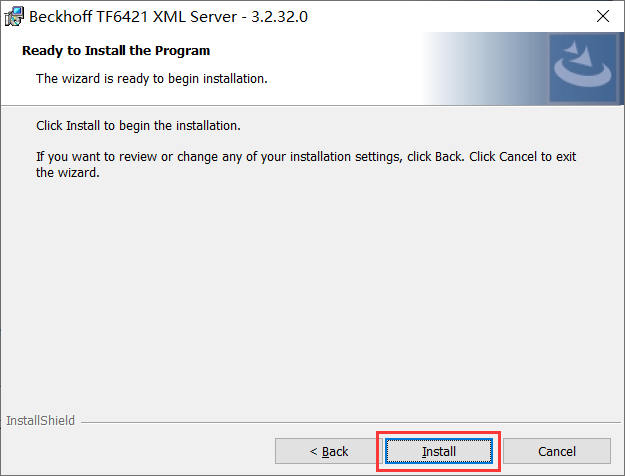 Beckhoff TF6421 XML Server - 3.2.32.0
Ready to Install the Program
The wizard is ready to begin installation.
Click Install to begin the installation.
If you want to review or change any of your installation settings, click Back. Click Cancel to exit
the wizard.
InstallShield
< Back
Install
Cancel